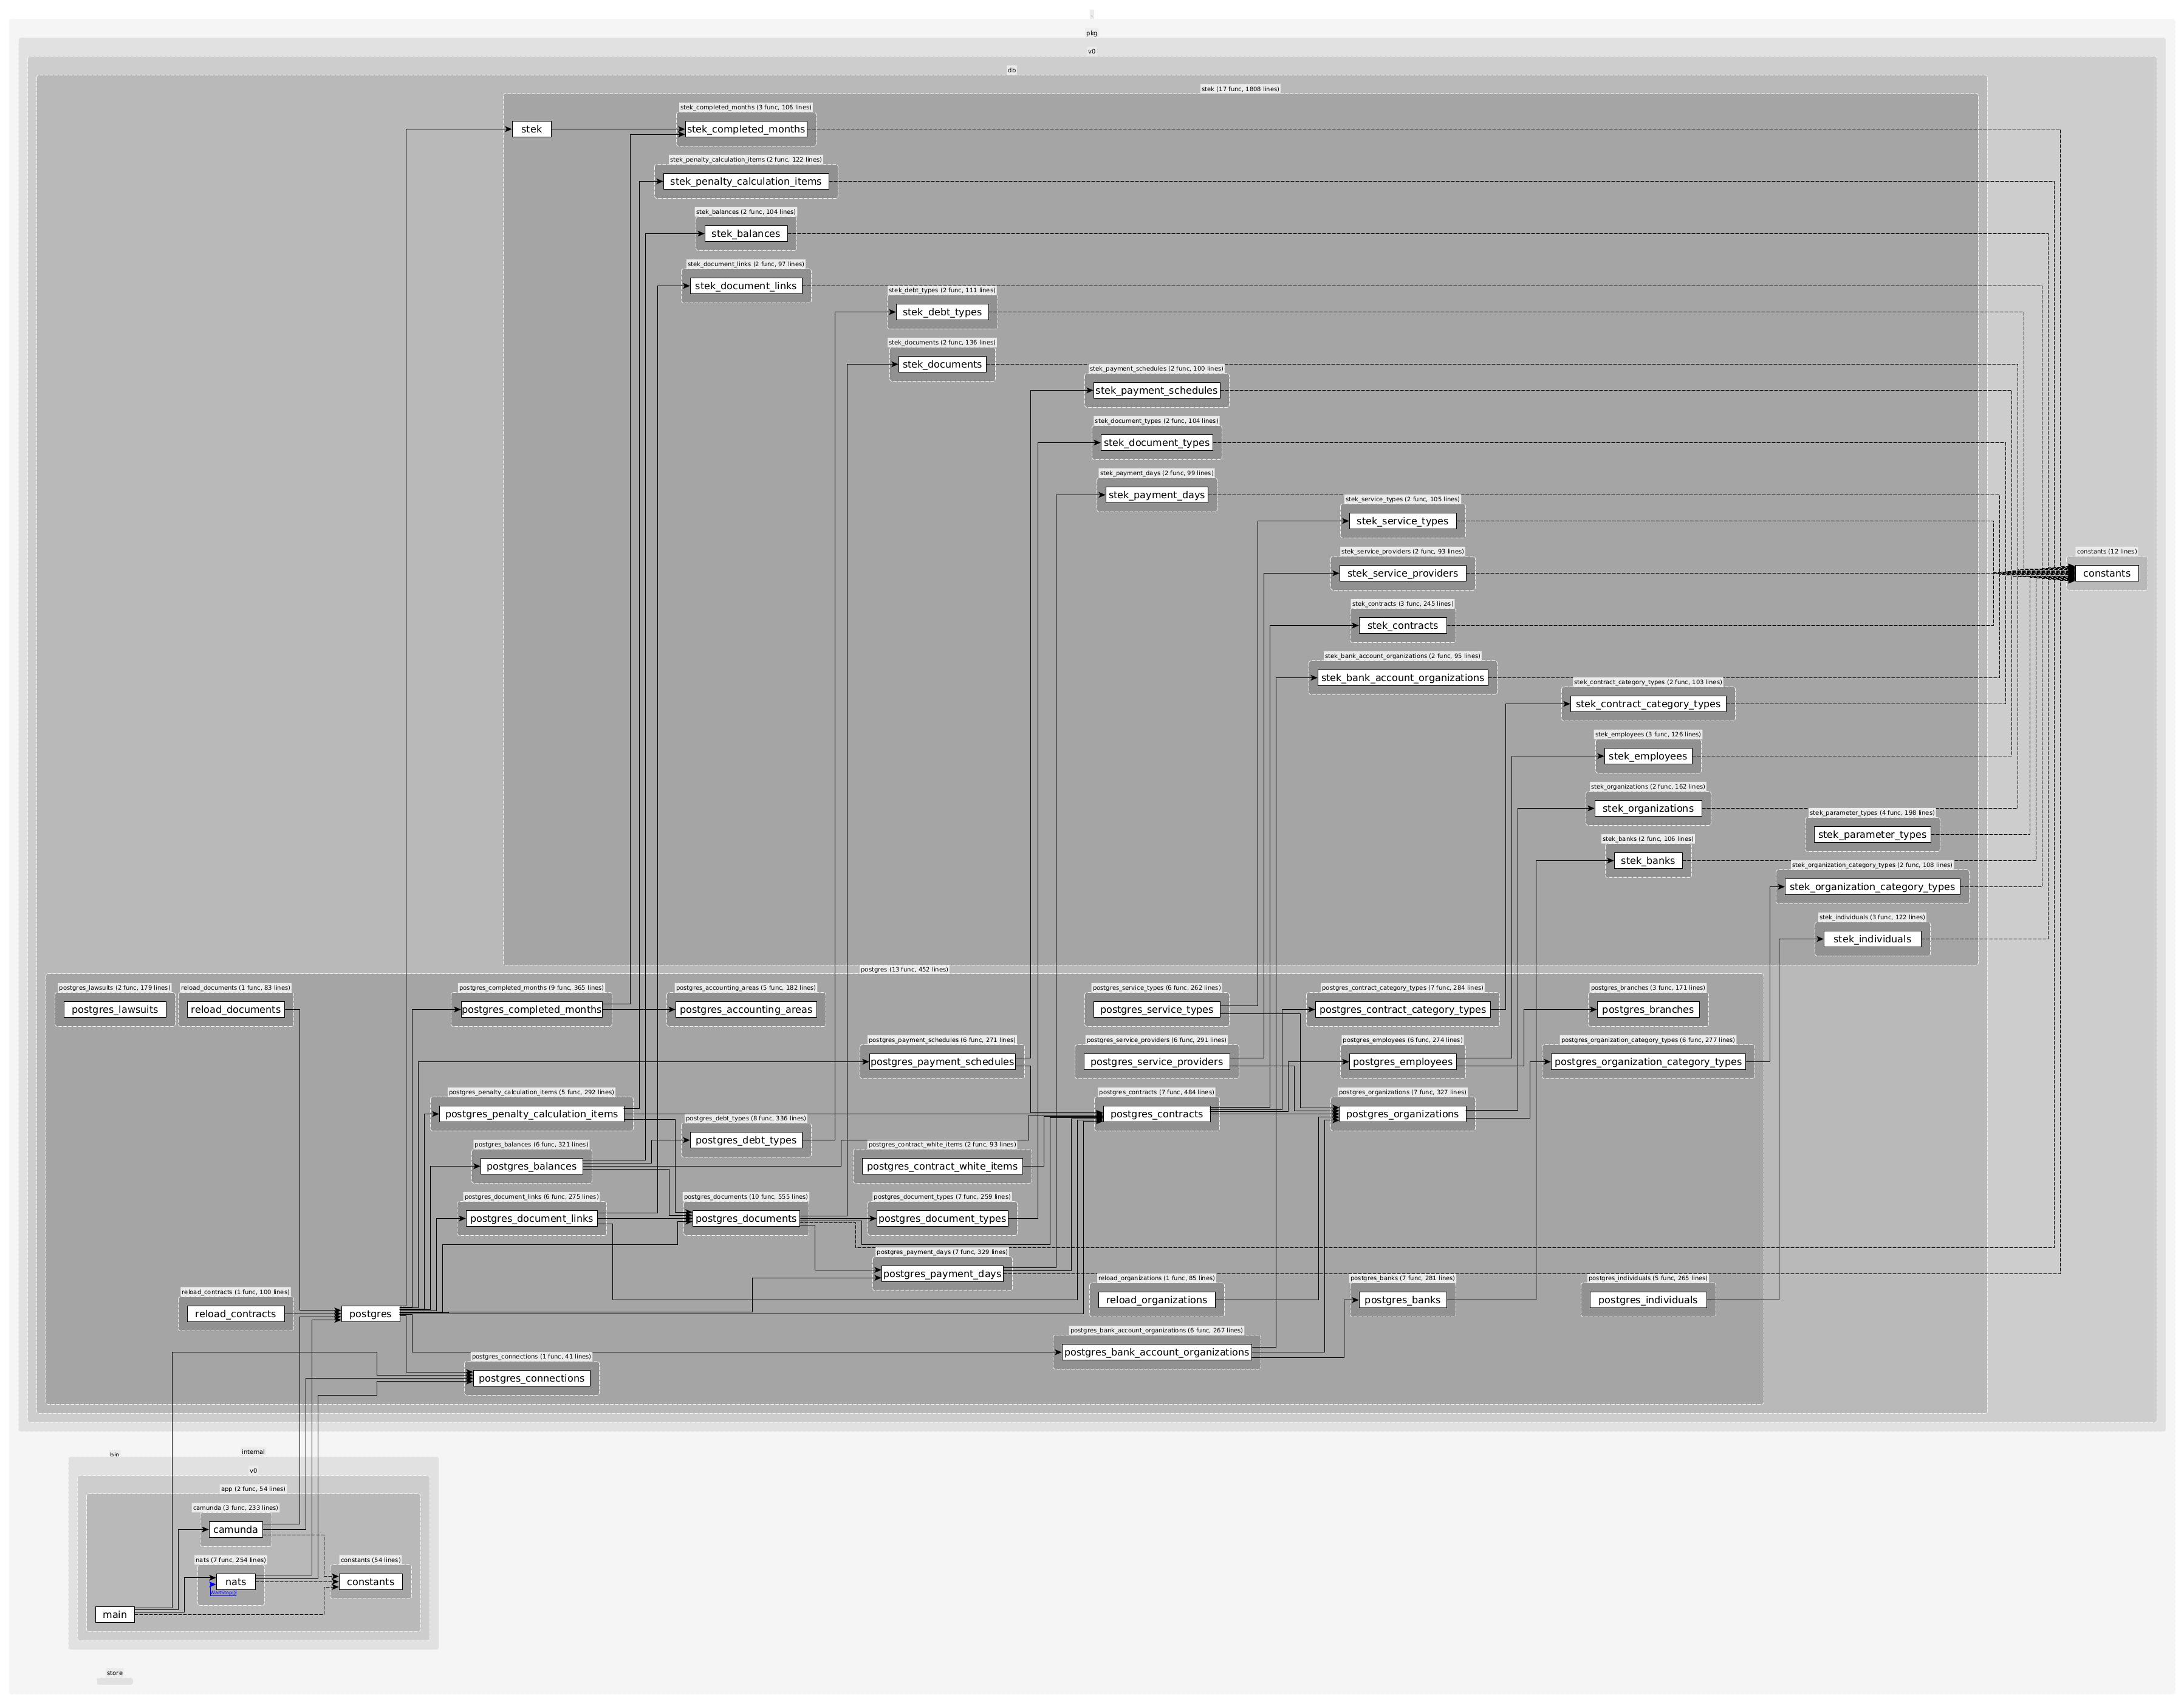 .
pkg
v0
db
stek (17 func, 1808 lines)
stek
stek_completed_months (3 func, 106 lines)
stek_completed_months
stek_penalty_calculation_items (2 func, 122 lines)
stek_penalty_calculation_items
stek_balances (2 func, 104 lines)
stek_balances
stek_document_links (2 func, 97 lines)
stek_document_links
stek_debt_types (2 func, 111 lines)
stek_debt_types
stek_documents (2 func, 136 lines)
stek_documents
stek_payment_schedules (2 func, 100 lines)
stek_payment_schedules
stek_document_types (2 func, 104 lines)
stek_document_types
stek_payment_days (2 func, 99 lines)
stek_payment_days
stek_service_types (2 func, 105 lines)
stek_service_types
stek_service_providers (2 func, 93 lines)
stek_service_providers
constants (12 lines)
constants
stek_contracts (3 func, 245 lines)
stek_contracts
stek_bank_account_organizations (2 func, 95 lines)
stek_bank_account_organizations
stek_contract_category_types (2 func, 103 lines)
stek_contract_category_types
stek_employees (3 func, 126 lines)
stek_employees
stek_organizations (2 func, 162 lines)
stek_organizations
stek_parameter_types (4 func, 198 lines)
stek_parameter_types
stek_banks (2 func, 106 lines)
stek_banks
stek_organization_category_types (2 func, 108 lines)
stek_organization_category_types
stek_individuals (3 func, 122 lines)
stek_individuals
postgres (13 func, 452 lines)
postgres_lawsuits (2 func, 179 lines)
postgres_lawsuits
reload_documents (1 func, 83 lines)
reload_documents
postgres_completed_months (9 func, 365 lines)
postgres_completed_months
postgres_accounting_areas (5 func, 182 lines)
postgres_accounting_areas
postgres_service_types (6 func, 262 lines)
postgres_service_types
postgres_contract_category_types (7 func, 284 lines)
postgres_contract_category_types
postgres_branches (3 func, 171 lines)
postgres_branches
postgres_payment_schedules (6 func, 271 lines)
postgres_payment_schedules
postgres_service_providers (6 func, 291 lines)
postgres_service_providers
postgres_employees (6 func, 274 lines)
postgres_employees
postgres_organization_category_types (6 func, 277 lines)
postgres_organization_category_types
postgres_penalty_calculation_items (5 func, 292 lines)
postgres_penalty_calculation_items
postgres_contracts (7 func, 484 lines)
postgres_contracts
postgres_organizations (7 func, 327 lines)
postgres_organizations
postgres_debt_types (8 func, 336 lines)
postgres_debt_types
postgres_balances (6 func, 321 lines)
postgres_balances
postgres_contract_white_items (2 func, 93 lines)
postgres_contract_white_items
postgres_document_links (6 func, 275 lines)
postgres_document_links
postgres_documents (10 func, 555 lines)
postgres_documents
postgres_document_types (7 func, 259 lines)
postgres_document_types
postgres_payment_days (7 func, 329 lines)
postgres_payment_days
reload_contracts (1 func, 100 lines)
reload_contracts
postgres
reload_organizations (1 func, 85 lines)
reload_organizations
postgres_banks (7 func, 281 lines)
postgres_banks
postgres_individuals (5 func, 265 lines)
postgres_individuals
postgres_bank_account_organizations (6 func, 267 lines)
postgres_bank_account_organizations
postgres_connections (1 func, 41 lines)
postgres_connections
bin
internal
v0
app (2 func, 54 lines)
camunda (3 func, 233 lines)
camunda
nats (7 func, 254 lines)
nats
constants (54 lines)
constants
main
store